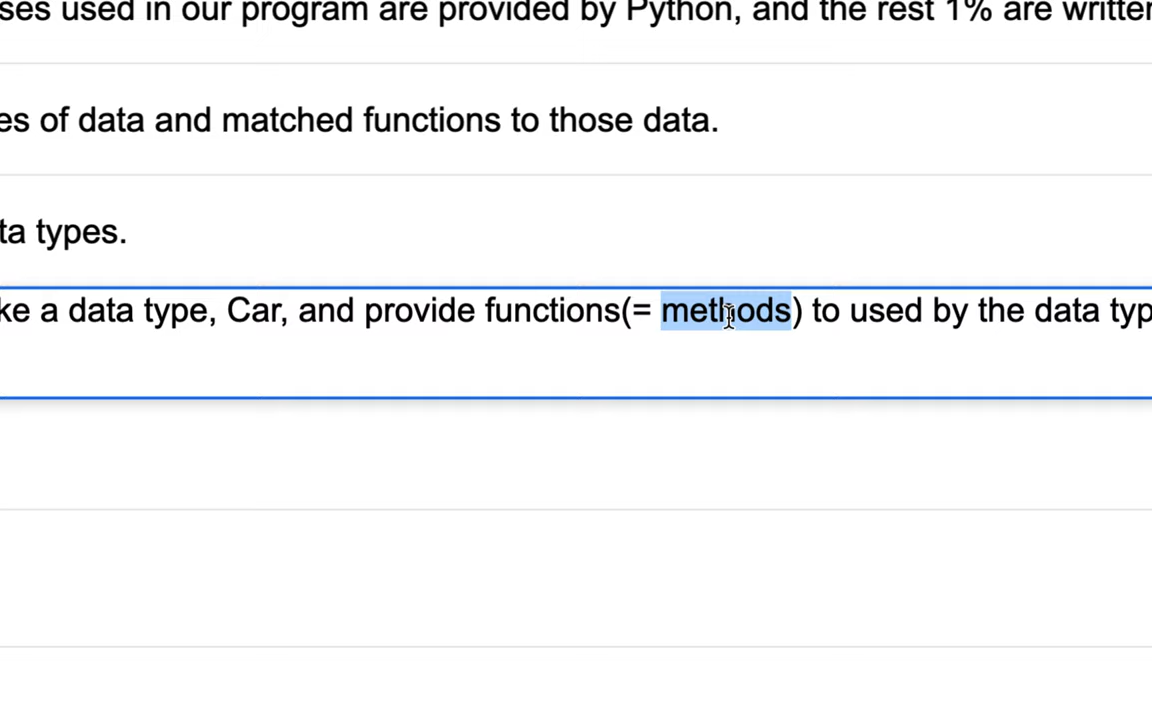 ses used in our program are provided by Python, and the rest 1% are written
es of data and matched functions to those data.
ta types.
ke a data type, Car, and provide functions(= methods) to used by the data typ